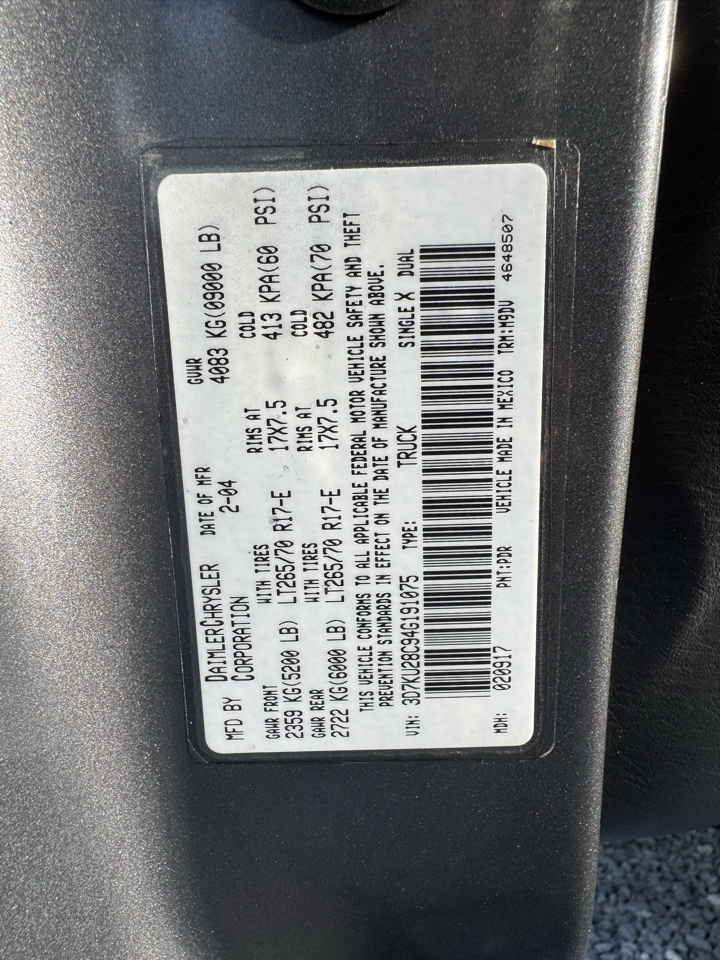 MFD BY DAIMLERCHRYSLER CORPORATION DATE OF MFR 2-04 GVWR 4083 KG(09000 LB)
GAWR FRONT WITH TIRES RIMS AT COLD
2359 KG(5200 LB) LT265/70 R17-E 17X7.5 413 KPA(60 PSI)
GAWR REAR WITH TIRES RIMS AT COLD
2722 KG(6000 LB) LT265/70 R17-E 17X7.5 482 KPA(70 PSI)
THIS VEHICLE CONFORMS TO ALL APPLICABLE FEDERAL MOTOR VEHICLE SAFETY AND THEFT
PREVENTION STANDARDS IN EFFECT ON THE DATE OF MANUFACTURE SHOWN ABOVE.
VIN: 3D7KU28C94G191075 TYPE: TRUCK SINGLE X DUAL
MDH: 020917 PNT:PDR VEHICLE MADE IN MEXICO TRM:M9DV 4648507